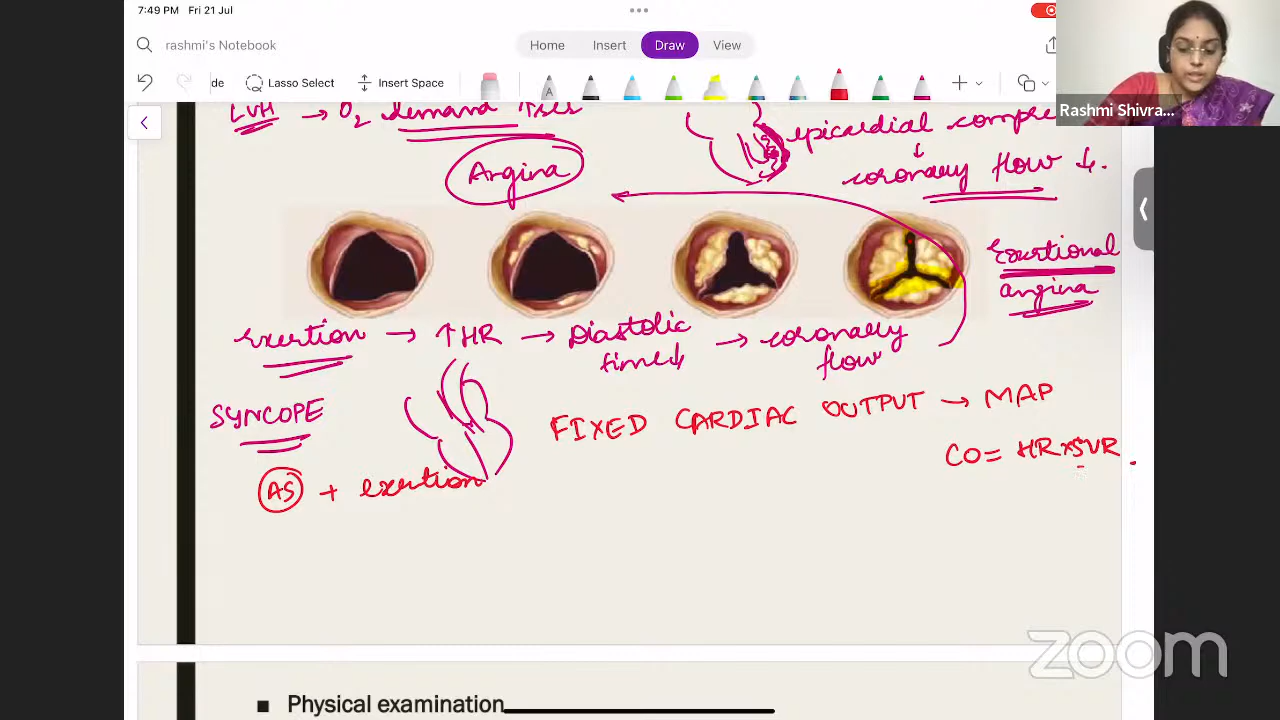 7:49 PM Fri 21 Jul
rashmi's Notebook
Home Insert Draw View
de Lasso Select Insert Space
Rashmi Shivra...
LVH → O2 demand ↑ses
epicardial compre
↓
coronary flow ↓.
Angina
Exertional
angina
exertion → ↑HR → Diastolic time↓ → coronary flow
SYNCOPE
FIXED CARDIAC OUTPUT → MAP
CO= HR×SVR.
AS + exertion
zoom
■ Physical examination